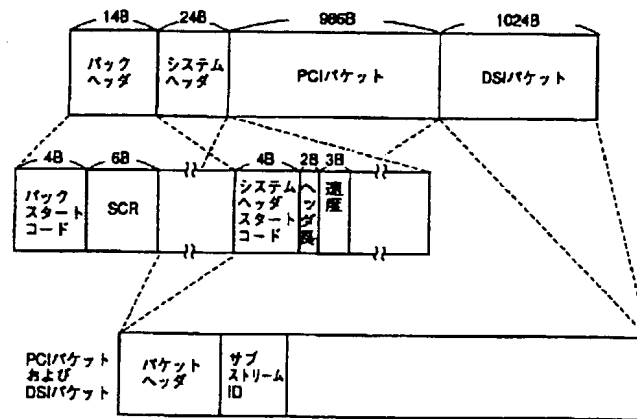 14B 24B 986B 1024B
パック
ヘッダ
システム
ヘッダ
PCIパケット
DSIパケット
4B 6B 4B 2B 3B
パック
スタート
コード
SCR
システム
ヘッダ
スタート
コード
ヘッダ長
速度
PCIパケット
および
DSIパケット
パケット
ヘッダ
サブ
ストリーム
ID